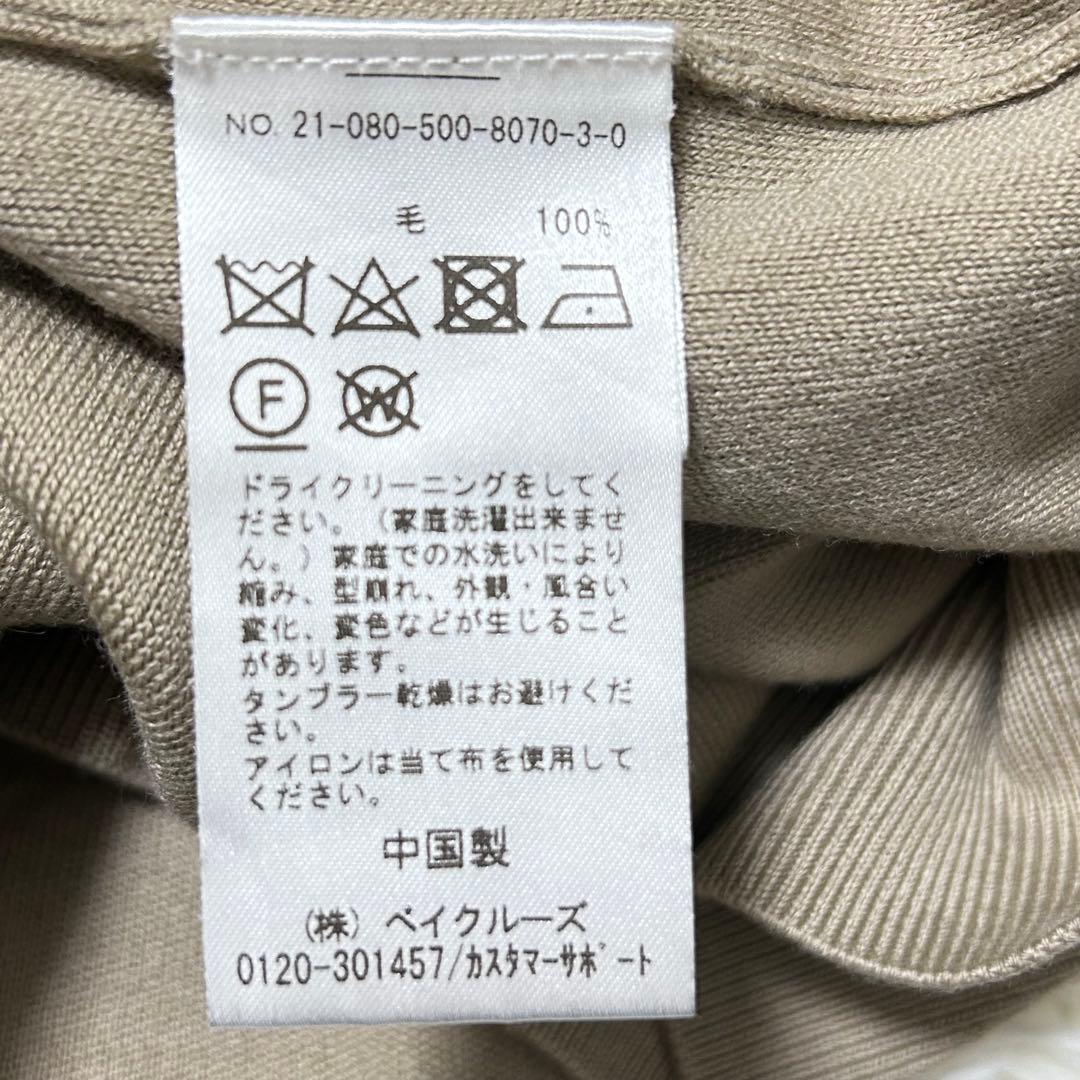 NO. 21-080-500-8070-3-0
毛 100%
F
W
ドライクリーニングをしてく
ださい。(家庭洗濯出来ませ
ん。)家庭での水洗いにより
縮み、型崩れ、外観・風合い
変化、変色などが生じること
があります。
タンブラー乾燥はお避けくだ
さい。
アイロンは当て布を使用して
ください。
中国製
(株)ベイクルーズ
0120-301457/カスタマーサポート